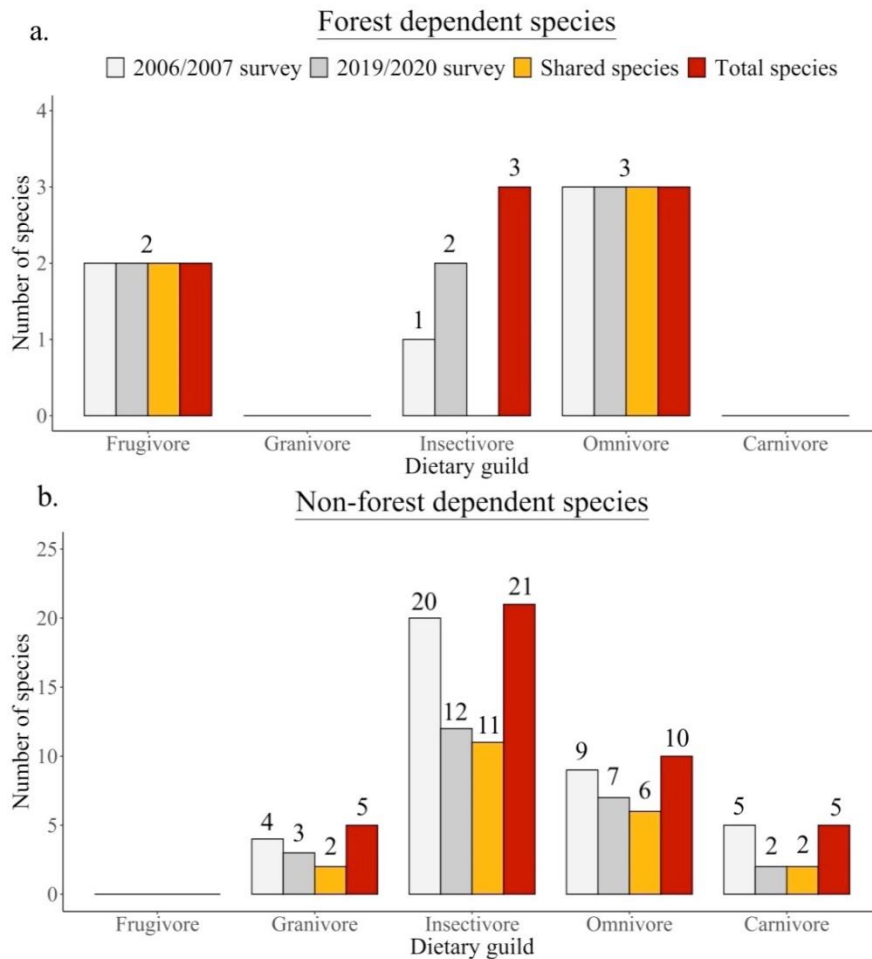 a.
Forest dependent species
2006/2007 survey 2019/2020 survey Shared species Total species
Number of species
4
3
2
1
0
2
1
2
3
3
Frugivore Granivore Insectivore Omnivore Carnivore
Dietary guild
b.
Non-forest dependent species
Number of species
25
20
15
10
5
0
4 3 2 5
20 12 11 21
9 7 6 10
5 2 2 5
Frugivore Granivore Insectivore Omnivore Carnivore
Dietary guild